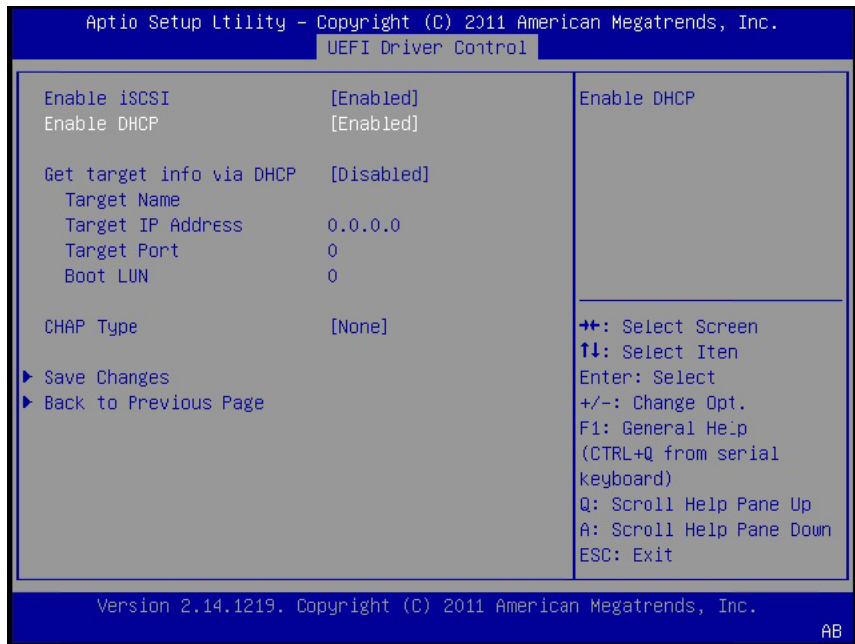 Aptio Setup Ltility – Copyright (C) 2011 American Megatrends, Inc.
UEFI Driver Control
Enable iSCSI [Enabled]
Enable DHCP [Enabled]
Get target info via DHCP [Disabled]
Target Name
Target IP Address 0.0.0.0
Target Port 0
Boot LUN 0
CHAP Type [None]
Save Changes
Back to Previous Page
Enable DHCP
→←: Select Screen
↑↓: Select Iten
Enter: Select
+/-: Change Opt.
F1: General Help
(CTRL+Q from serial
keyboard)
Q: Scroll Help Pane Up
A: Scroll Help Pane Down
ESC: Exit
Version 2.14.1219. Copyright (C) 2011 American Megatrends, Inc.
AB